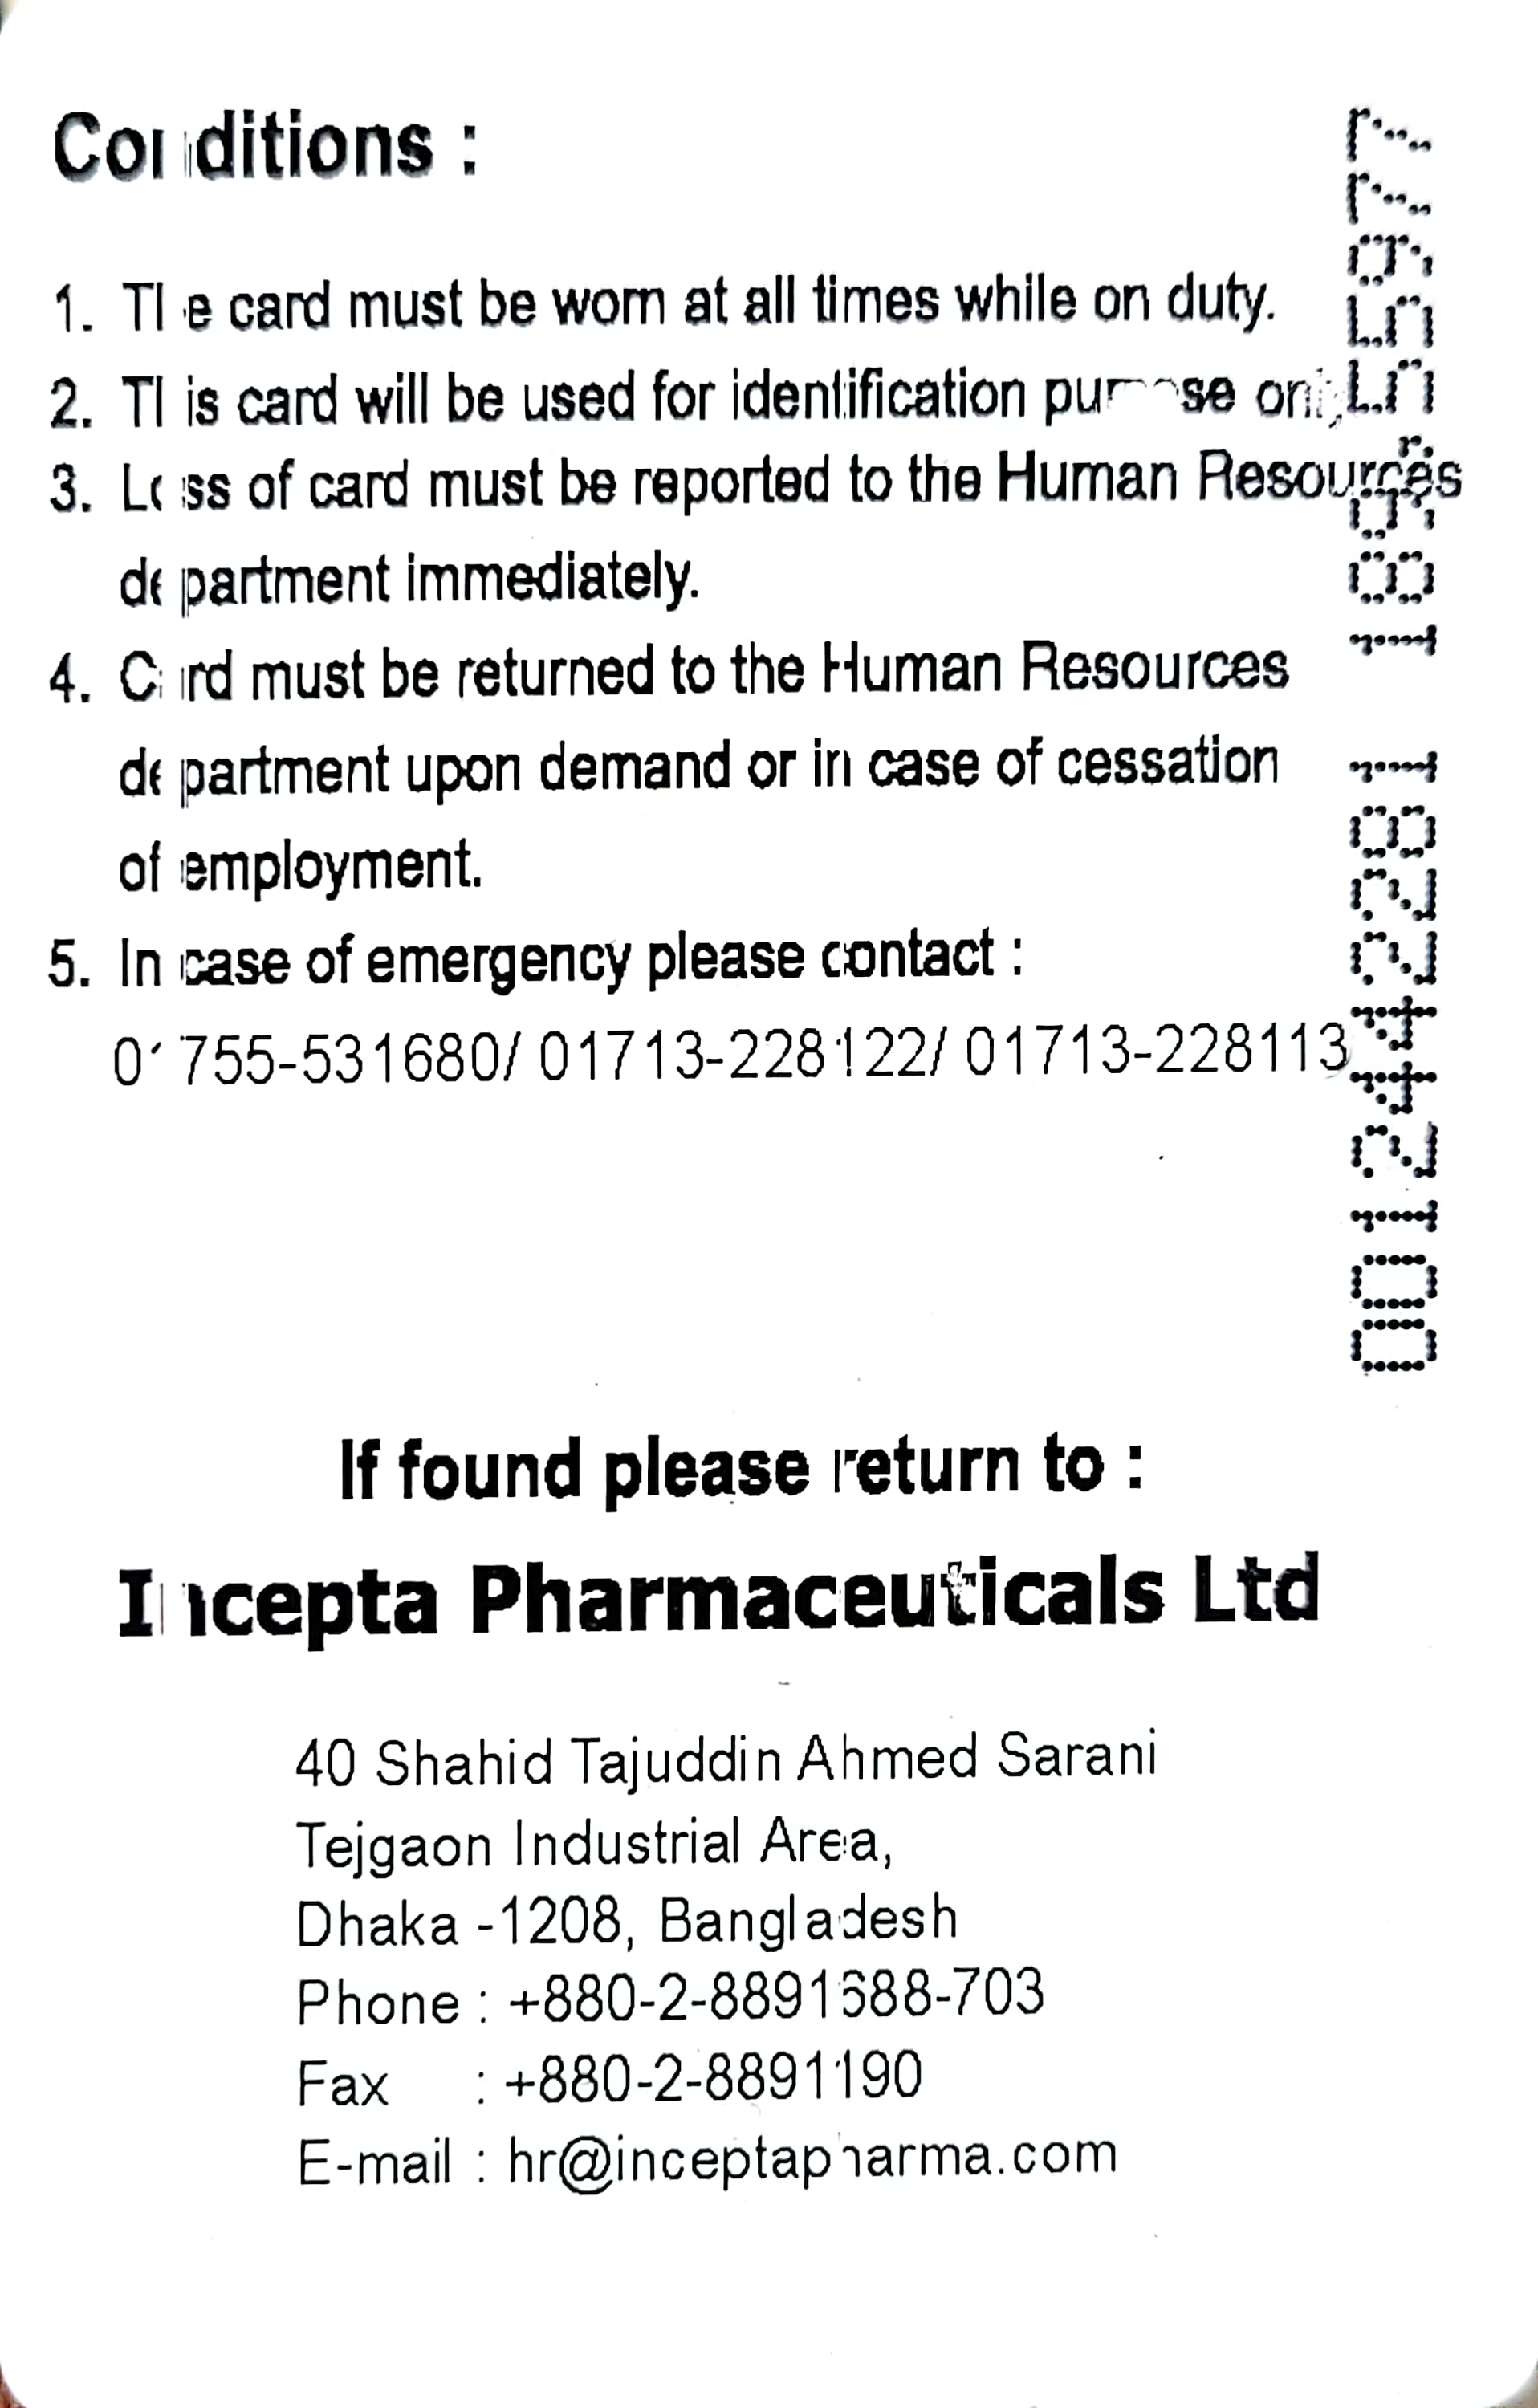 Conditions :
1. The card must be worn at all times while on duty.
2. This card will be used for identification purpose only.
3. Loss of card must be reported to the Human Resources
department immediately.
4. Card must be returned to the Human Resources
department upon demand or in case of cessation
of employment.
5. In case of emergency please contact :
01755-531680/ 01713-228122/ 01713-228113
If found please return to :
Incepta Pharmaceuticals Ltd
40 Shahid Tajuddin Ahmed Sarani
Tejgaon Industrial Area,
Dhaka -1208, Bangladesh
Phone : +880-2-8891688-703
Fax : +880-2-8891190
E-mail : hr@inceptapharma.com